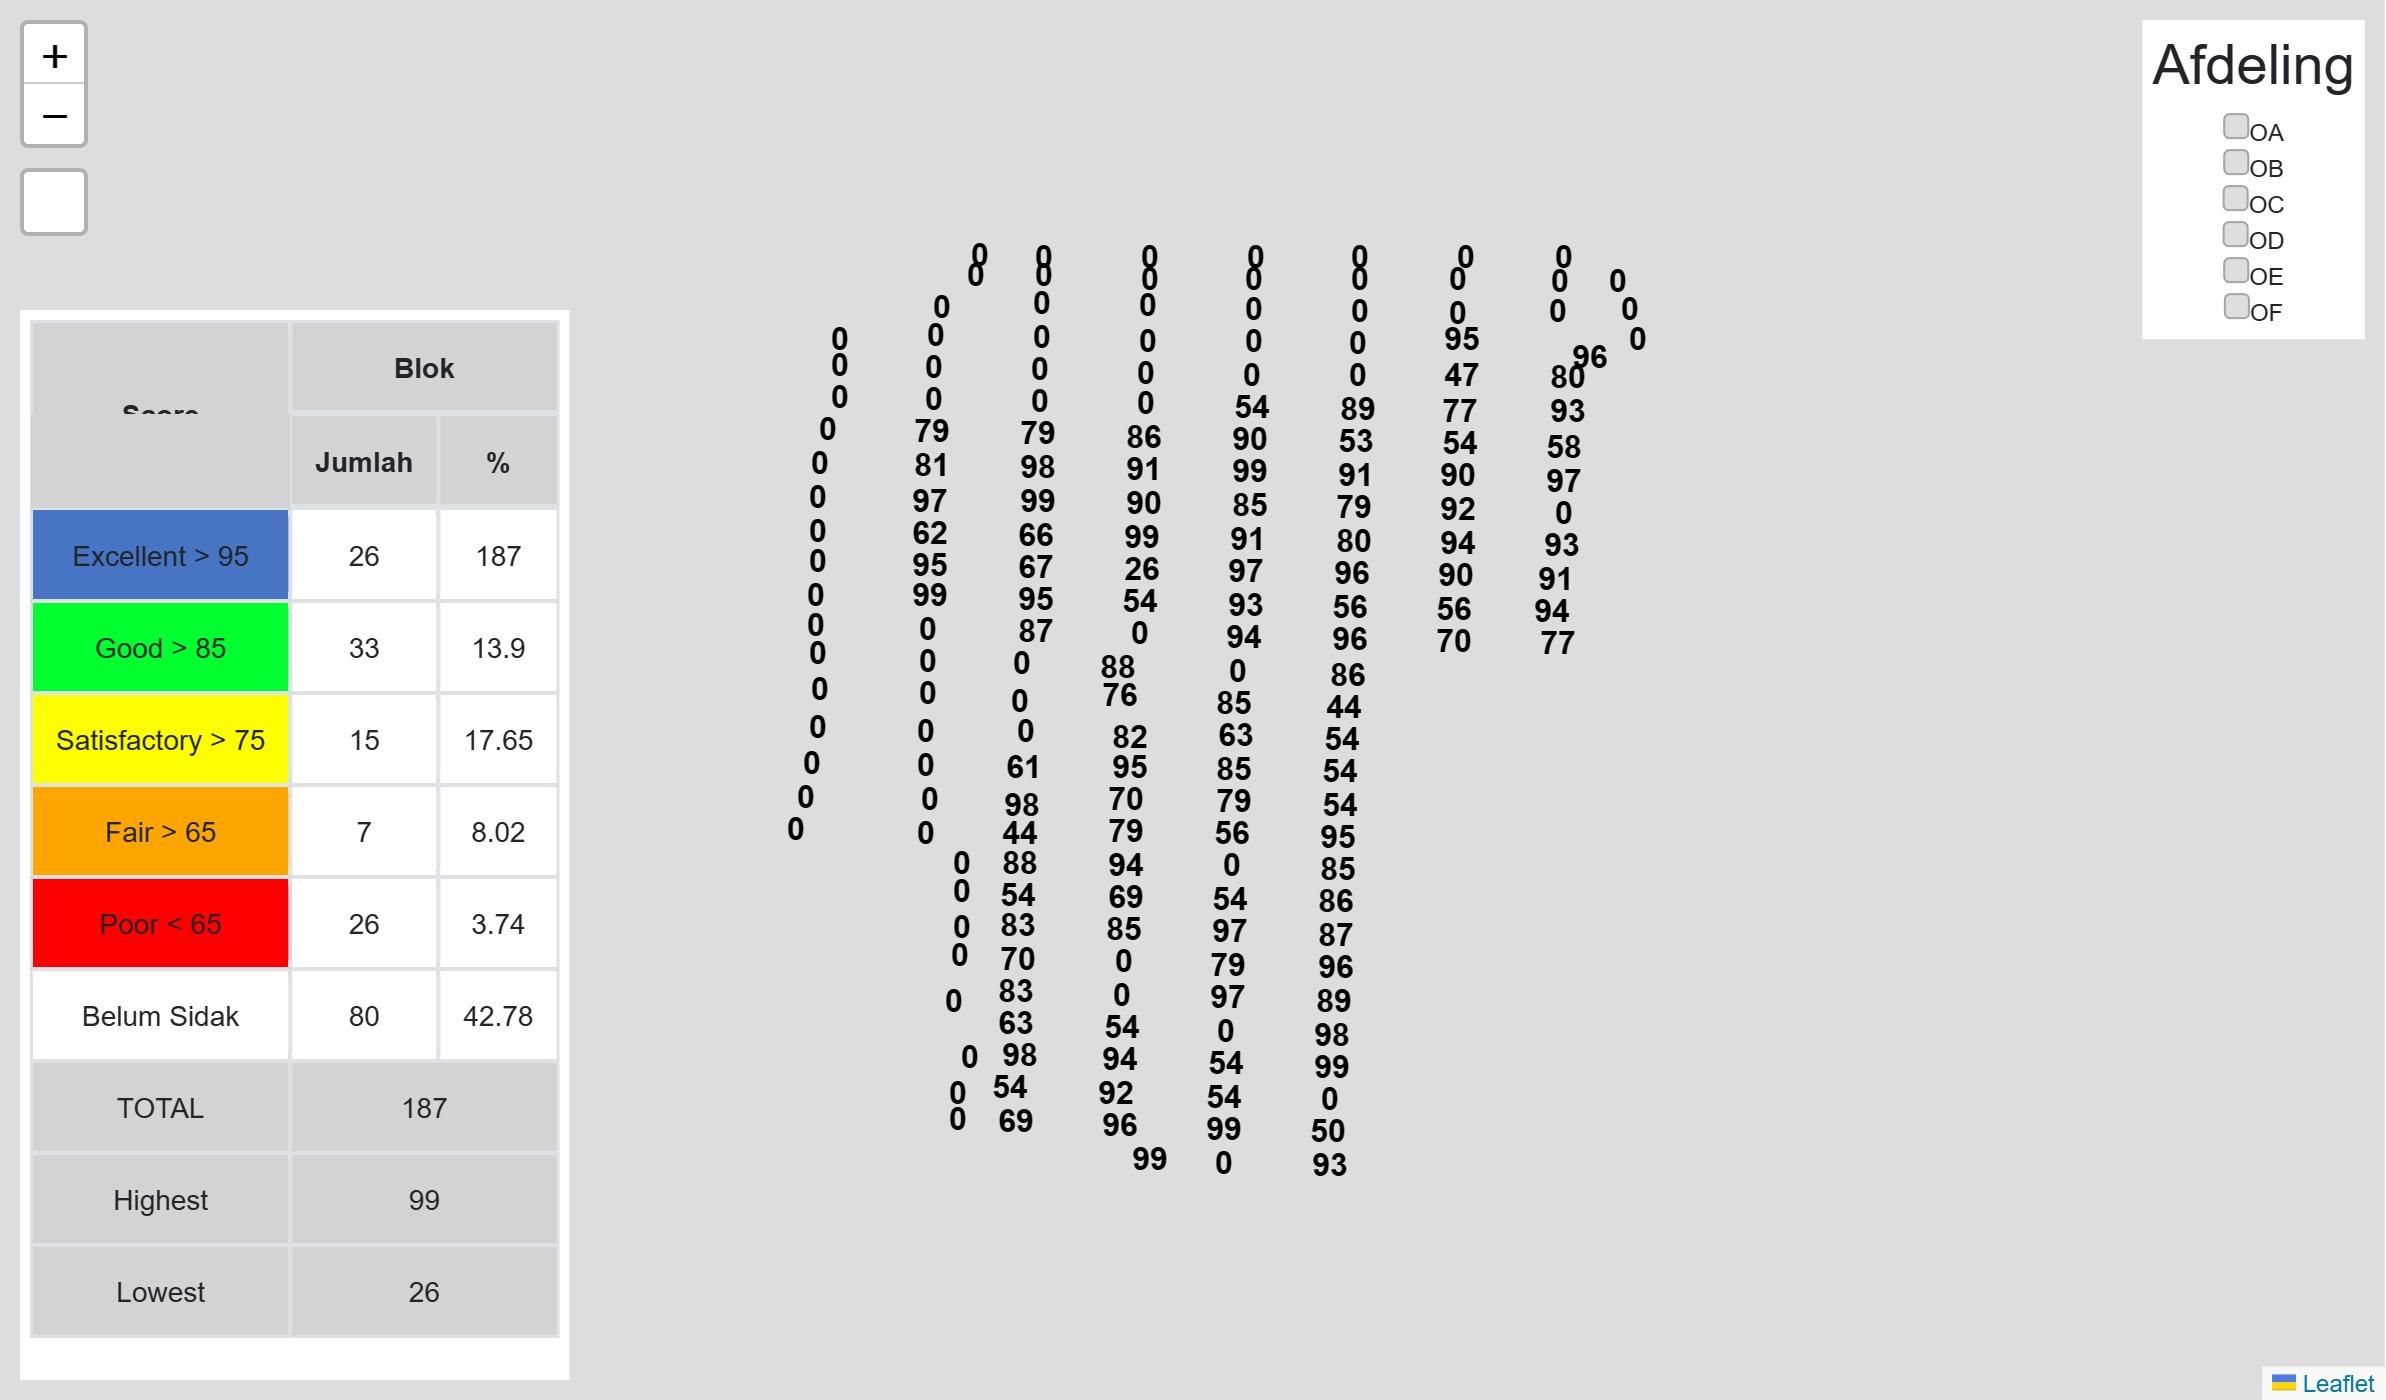 +
−
Afdeling
OA
OB
OC
OD
OE
OF
Score Blok
Jumlah %
Excellent > 95 26 187
Good > 85 33 13.9
Satisfactory > 75 15 17.65
Fair > 65 7 8.02
Poor < 65 26 3.74
Belum Sidak 80 42.78
TOTAL 187
Highest 99
Lowest 26
0 0 0 0 0 0 0
0 0 0 0 0 0 0 0
0 0 0 0 0 0 0 0
0 0 0 0 0 0 95 0
96
0 0 0 0 0 0 47 80
0 0 0 0 54 89 77 93
0 79 79 86 90 53 54 58
0 81 98 91 99 91 90 97
0 97 99 90 85 79 92 0
0 62 66 99 91 80 94 93
0 95 67 26 97 96 90 91
0 99 95 54 93 56 56 94
0 0 87 0 94 96 70 77
0 0 0 88 0 86
0 0 0 76 85 44
0 0 0 82 63 54
0 0 61 95 85 54
0 0 98 70 79 54
0 0 44 79 56 95
0 88 94 0 85
0 54 69 54 86
0 83 85 97 87
0 70 0 79 96
0 83 0 97 89
63 54 0 98
0 98 94 54 99
0 54 92 54 0
0 69 96 99 50
99 0 93
Leaflet